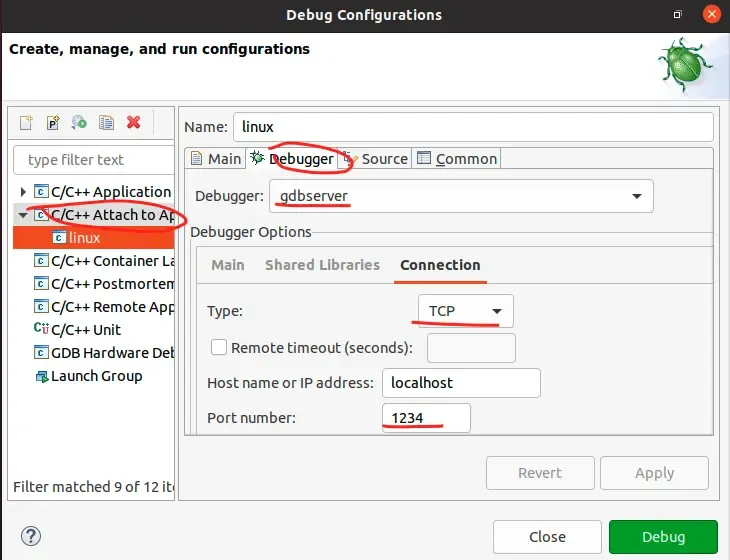 Debug Configurations
Create, manage, and run configurations
type filter text
C/C++ Application
C/C++ Attach to Ap
linux
C/C++ Container La
C/C++ Postmortem
C/C++ Remote App
C/C++ Unit
GDB Hardware Deb
Launch Group
Filter matched 9 of 12 ite
Name: linux
Main Debugger Source Common
Debugger: gdbserver
Debugger Options
Main Shared Libraries Connection
Type: TCP
Remote timeout (seconds):
Host name or IP address: localhost
Port number: 1234
Revert Apply
Close Debug